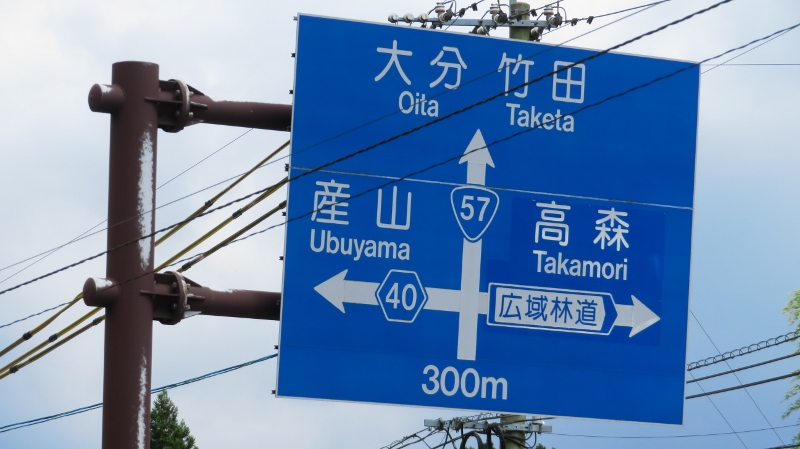 大分 竹田
Oita Taketa
産山
Ubuyama
57
高森
Takamori
40
広域林道
300m